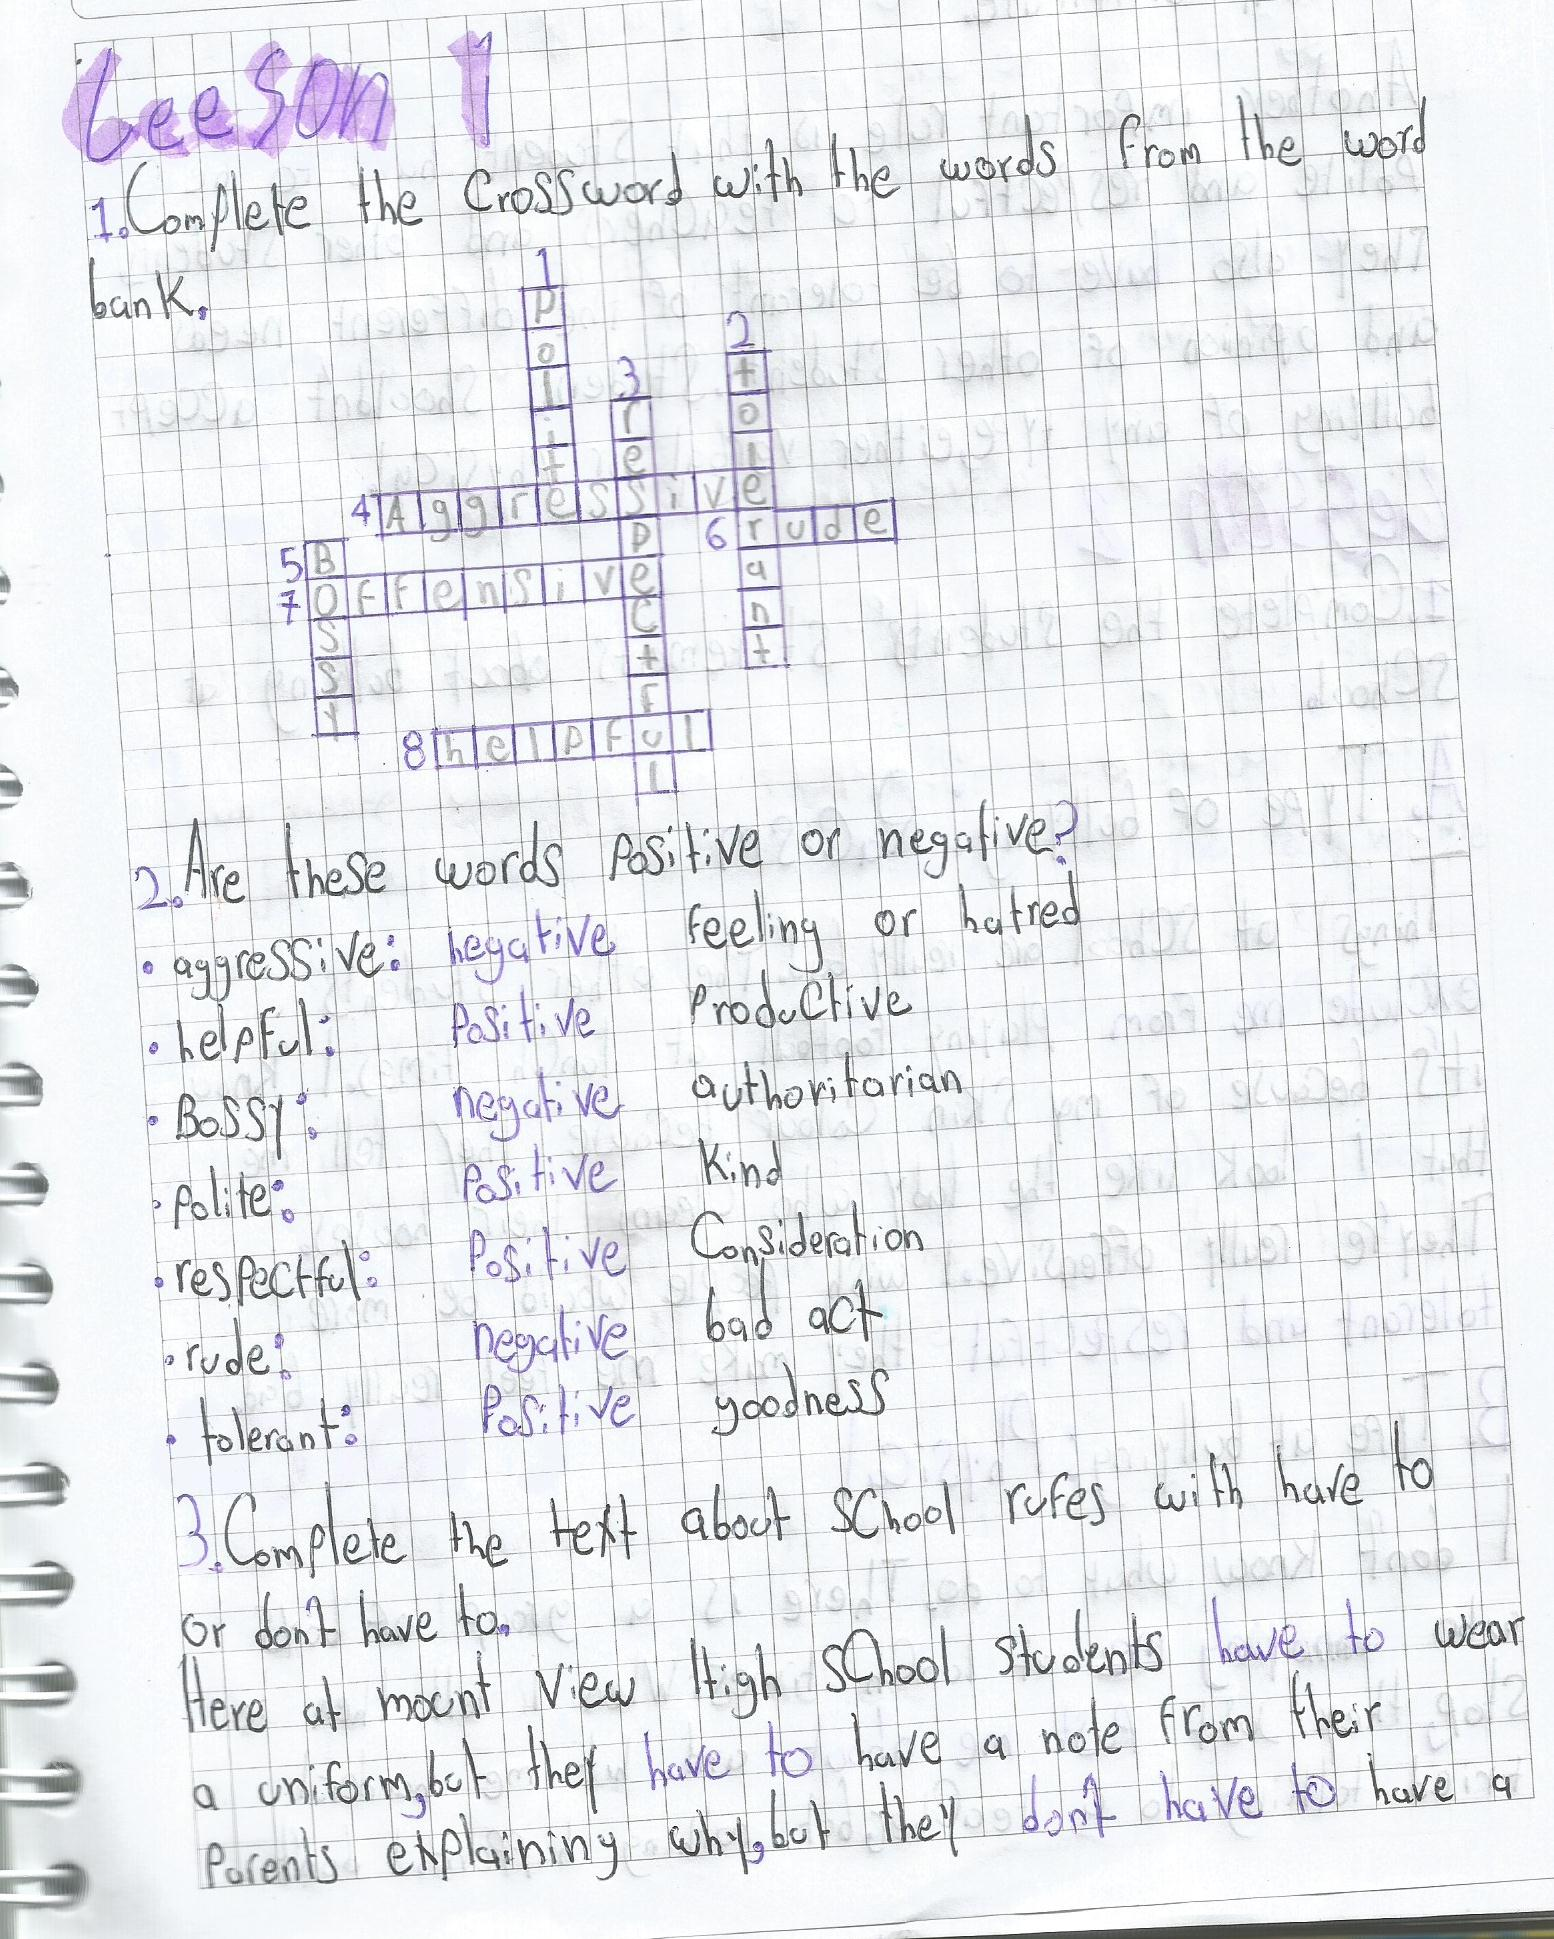 LeeSon 1
1. Complete the Crossword with the words from the word
bank.
1
polite
2
tolerant
3
respectful
4 Aggressive
6 rude
5 Bossy
7 offensive
8 helpful
2. Are these words Positive or negative?
• aggressive: negative feeling or hatred
• helpful: Positive Productive
• Bossy: negative authoritarian
• polite: Positive Kind
• respectful: Positive Consideration
• rude: negative bad act
• tolerant: Positive goodness
3. Complete the text about School rules with have to
or don't have to.
Here at mount View High School Students have to wear
a uniform, but they have to have a note from their
Parents explaining why, but they don't have to have a